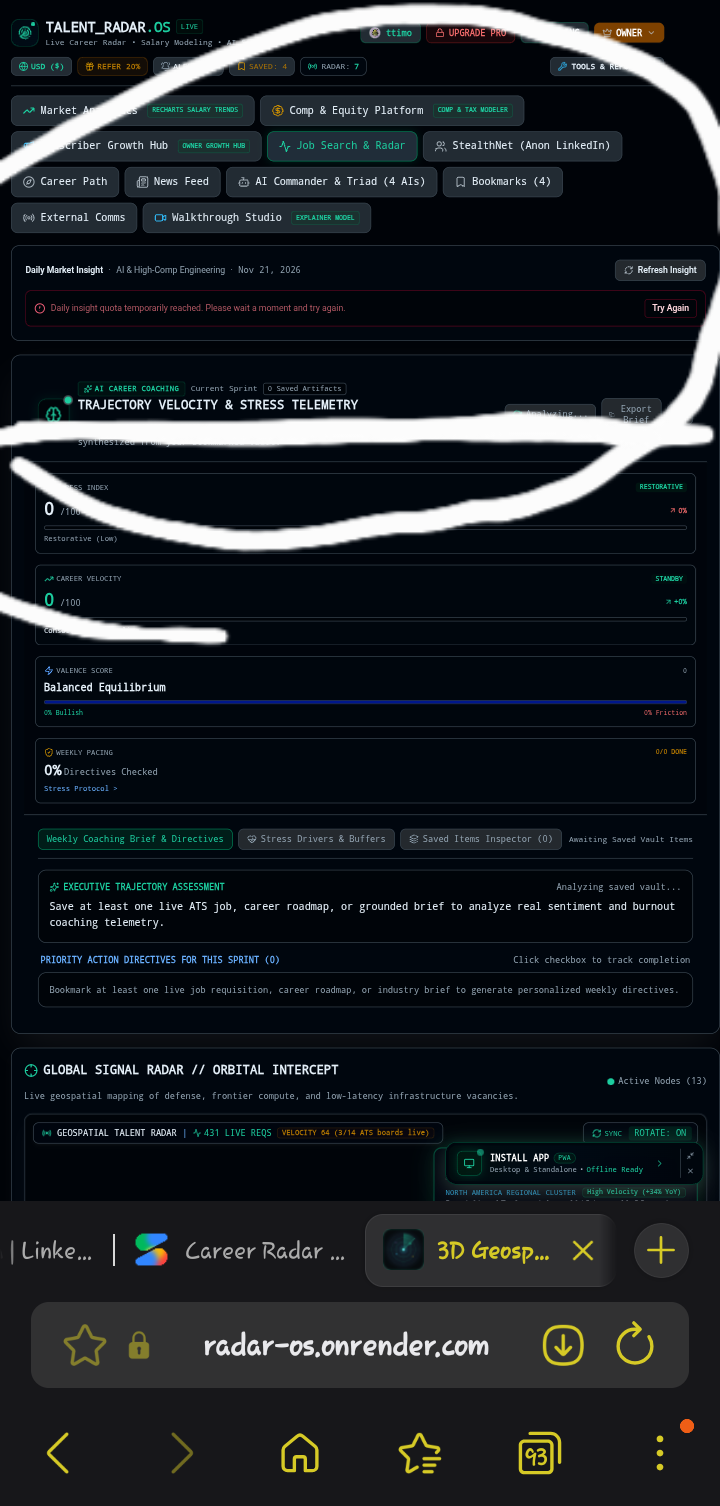 TALENT_RADAR.OS LIVE
ttimo UPGRADE PRO OWNER
Live Career Radar • Salary Modeling •
USD ($) REFER 20% SAVED: 4 RADAR: 7 TOOLS &
Market RECHARTS SALARY TRENDS Comp & Equity Platform COMP & TAX MODELER
Growth Hub OWNER GROWTH HUB Job Search & Radar StealthNet (Anon LinkedIn)
Career Path News Feed AI Commander & Triad (4 AIs) Bookmarks (4)
External Comms Walkthrough Studio EXPLAINER MODEL
Daily Market Insight · AI & High-Comp Engineering · Nov 21, 2026 Refresh Insight
Daily insight quota temporarily reached. Please wait a moment and try again. Try Again
AI CAREER COACHING Current Sprint 0 Saved Artifacts
TRAJECTORY VELOCITY & STRESS TELEMETRY
Export
INDEX RESTORATIVE
0 /100 0%
Restorative (Low)
CAREER VELOCITY STANDBY
0 /100 +0%
VALENCE SCORE 0
Balanced Equilibrium
0% Bullish 0% Friction
WEEKLY PACING 0/0 DONE
0% Directives Checked
Stress Protocol >
Weekly Coaching Brief & Directives Stress Drivers & Buffers Saved Items Inspector (0) Awaiting Saved Vault Items
EXECUTIVE TRAJECTORY ASSESSMENT Analyzing saved vault...
Save at least one live ATS job, career roadmap, or grounded brief to analyze real sentiment and burnout
coaching telemetry.
PRIORITY ACTION DIRECTIVES FOR THIS SPRINT (0) Click checkbox to track completion
Bookmark at least one live job requisition, career roadmap, or industry brief to generate personalized weekly directives.
GLOBAL SIGNAL RADAR // ORBITAL INTERCEPT
Active Nodes (13)
Live geospatial mapping of defense, frontier compute, and low-latency infrastructure vacancies.
GEOSPATIAL TALENT RADAR | 431 LIVE REQS VELOCITY 64 (3/14 ATS boards live) SYNC ROTATE: ON
INSTALL APP PWA
Desktop & Standalone • Offline Ready
NORTH AMERICA REGIONAL CLUSTER High Velocity (+34% YoY)
| Linke... Career Radar ... 3D Geosp...
radar-os.onrender.com
93